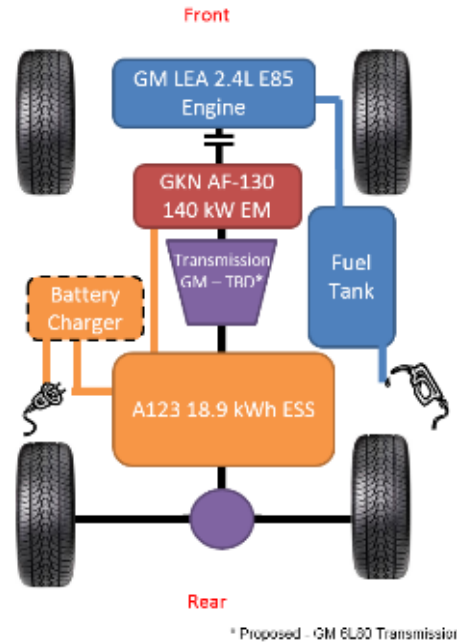 Front
GM LEA 2.4L E85
Engine
GKN AF-130
140 kW EM
Transmission
GM – TBD*
Fuel
Tank
Battery
Charger
A123 18.9 kWh ESS
Rear
* Proposed - GM 6L80 Transmission